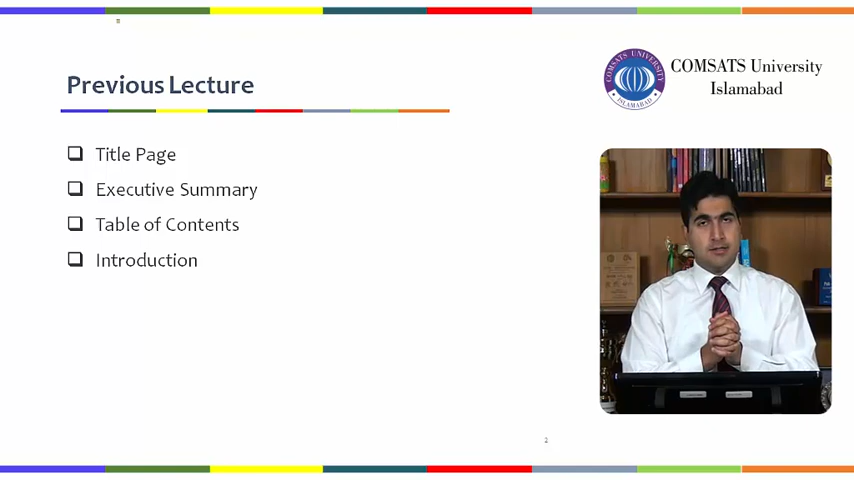 Previous Lecture
COMSATS University
Islamabad
Title Page
Executive Summary
Table of Contents
Introduction
2